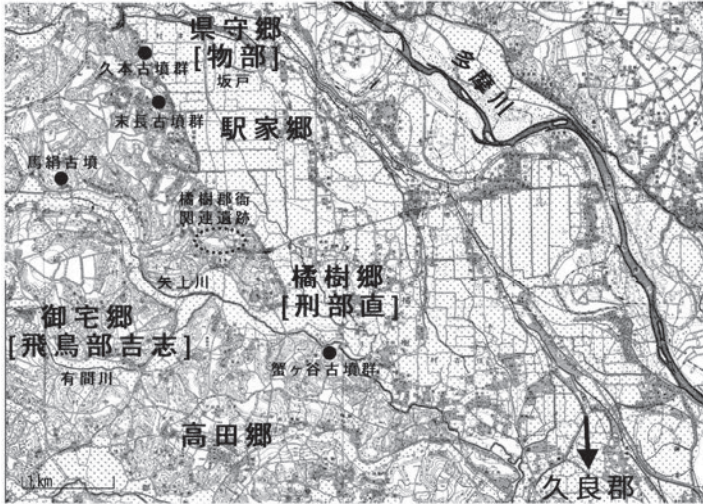 県守郷
[物部]
坂戸
久本古墳群
末長古墳群
駅家郷
多摩川
馬絹古墳
橘樹郡衙
関連遺跡
橘樹郷
[刑部直]
矢上川
御宅郷
[飛鳥部吉志]
有間川
蟹ヶ谷古墳群
高田郷
1km
久良郡